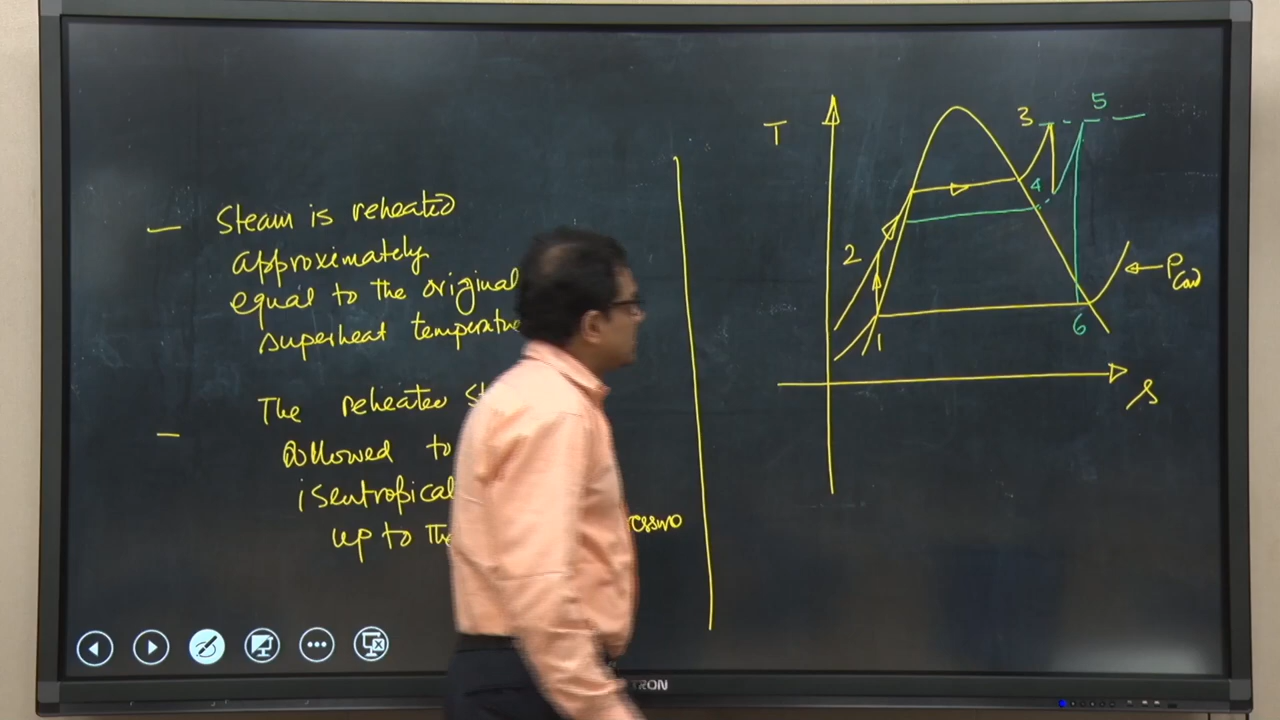 — Steam is reheated
approximately
equal to the original
superheat temperature
— The reheated
allowed to
isentropical
up to the
T
3
5
4
2
P
1
6
s
TRON